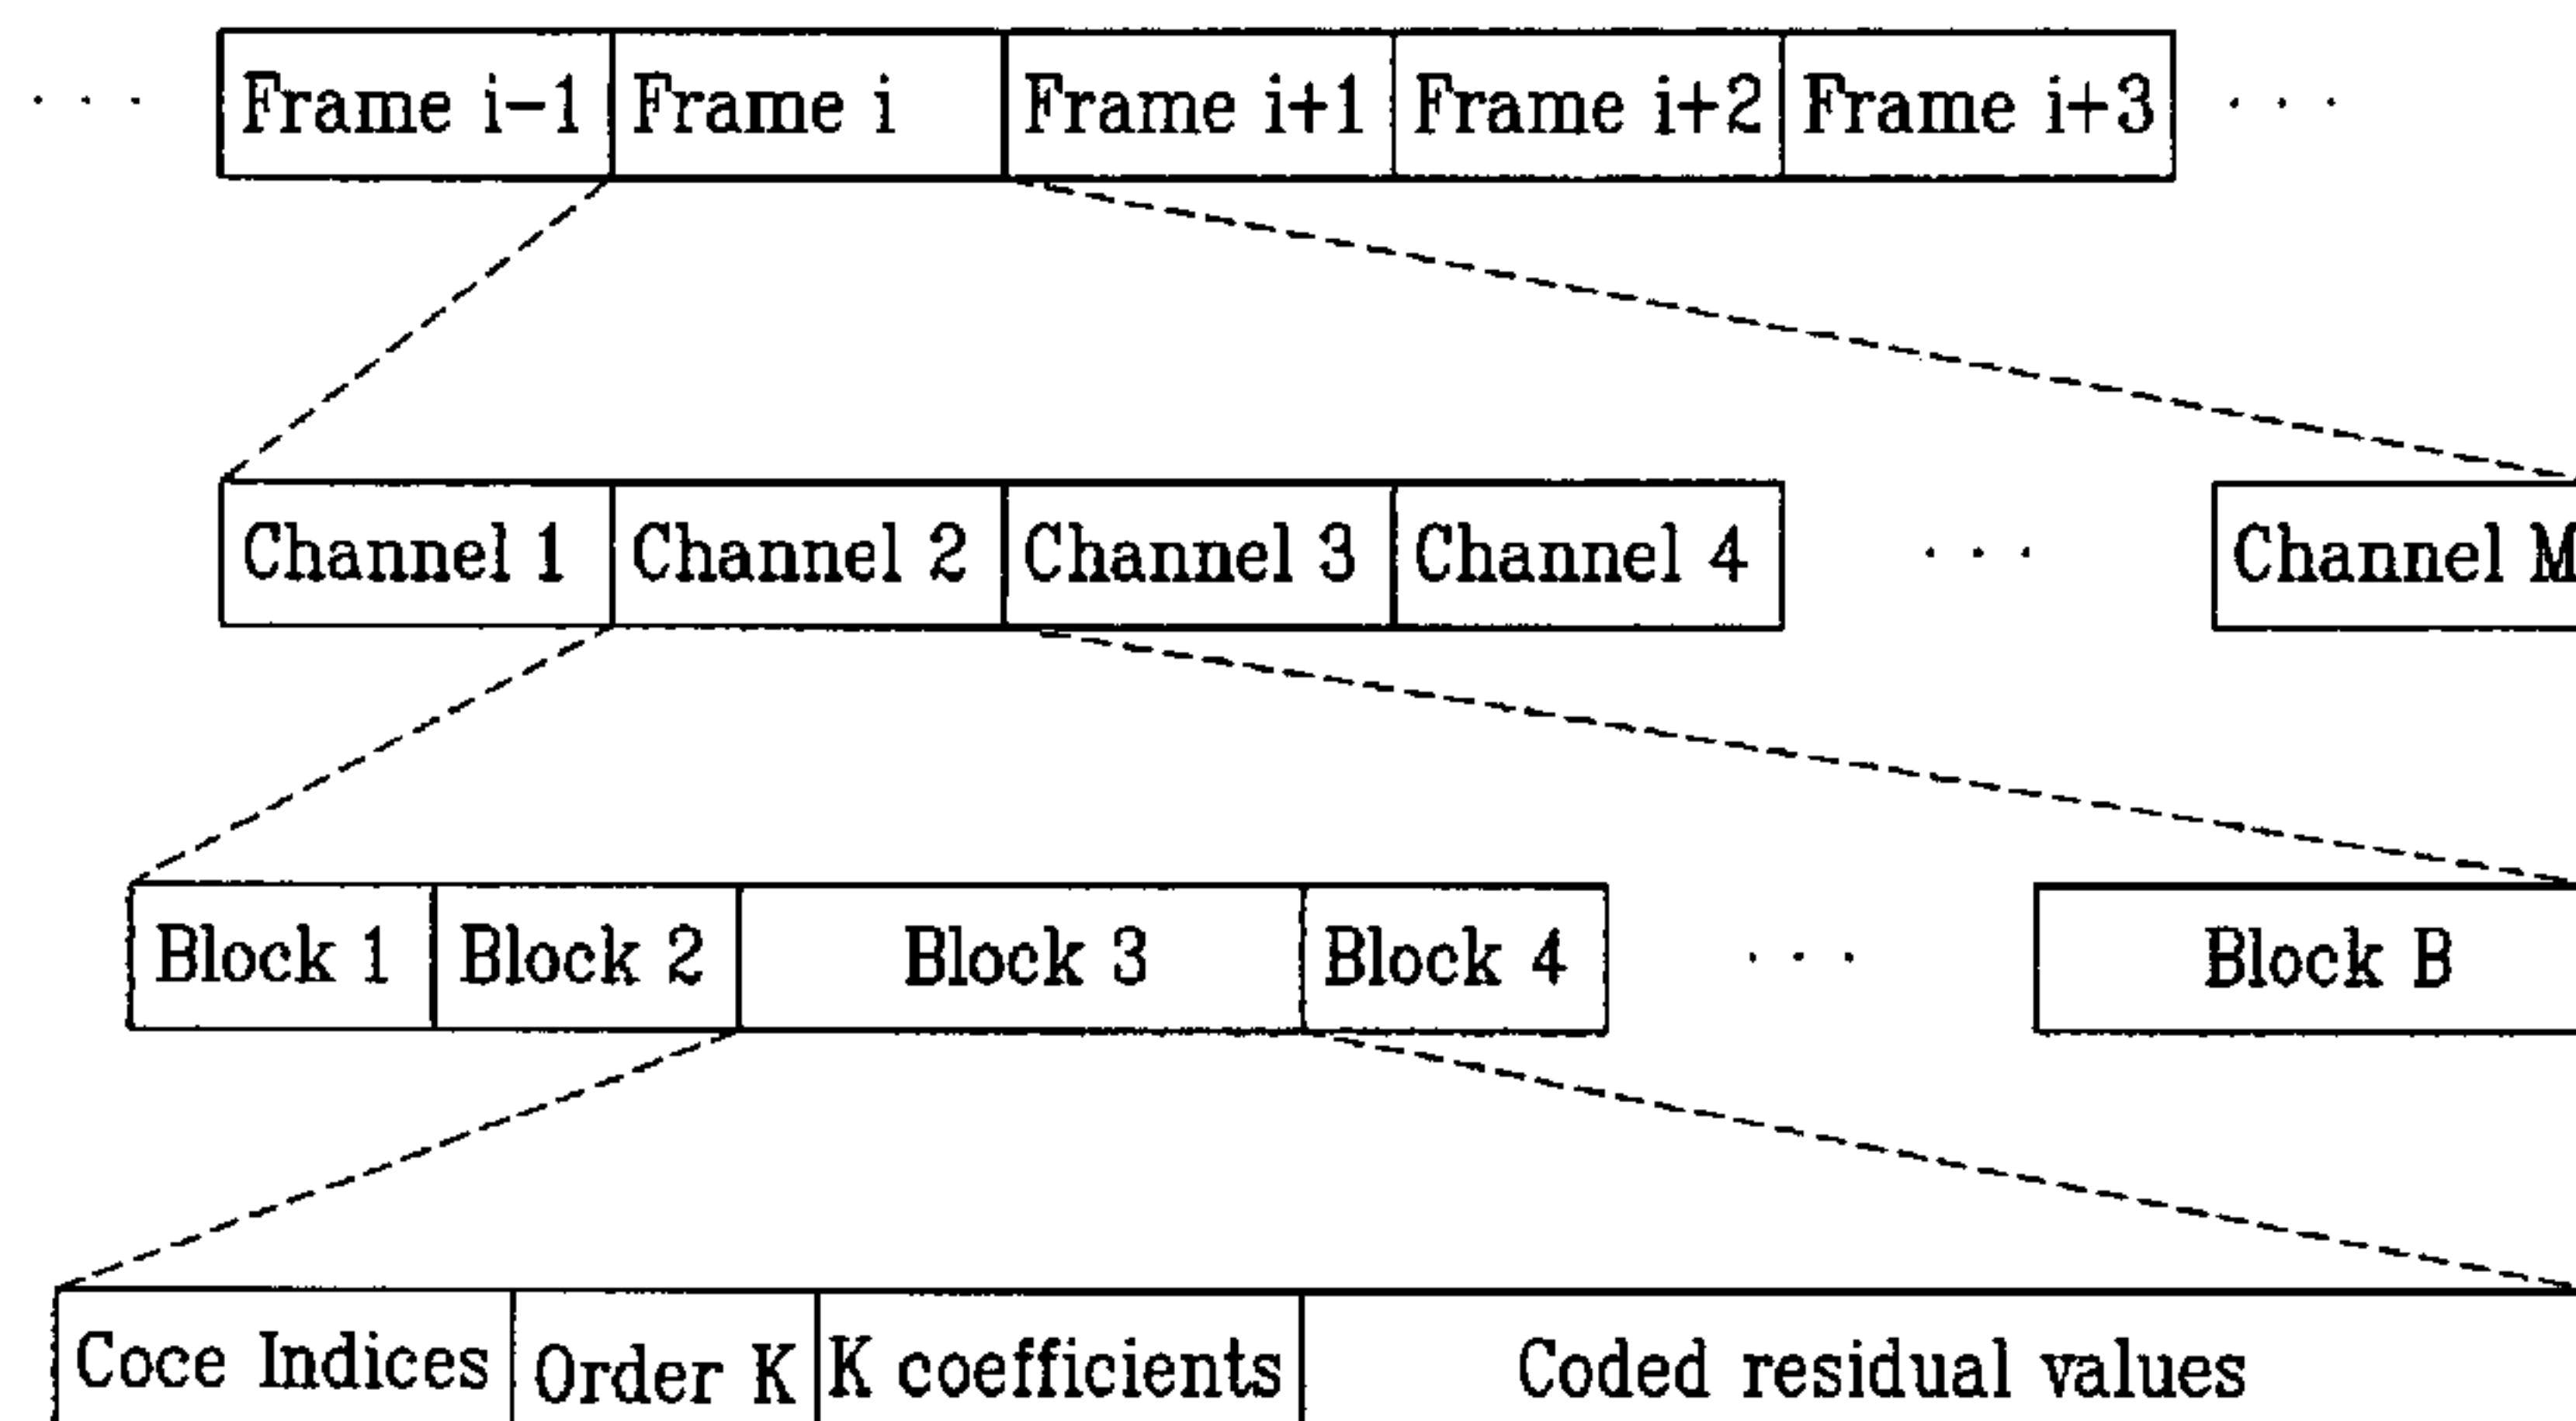 . . . Frame i-1 Frame i Frame i+1 Frame i+2 Frame i+3 . . .
Channel 1 Channel 2 Channel 3 Channel 4 . . . Channel M
Block 1 Block 2 Block 3 Block 4 . . . Block B
Coce Indices Order K K coefficients Coded residual values